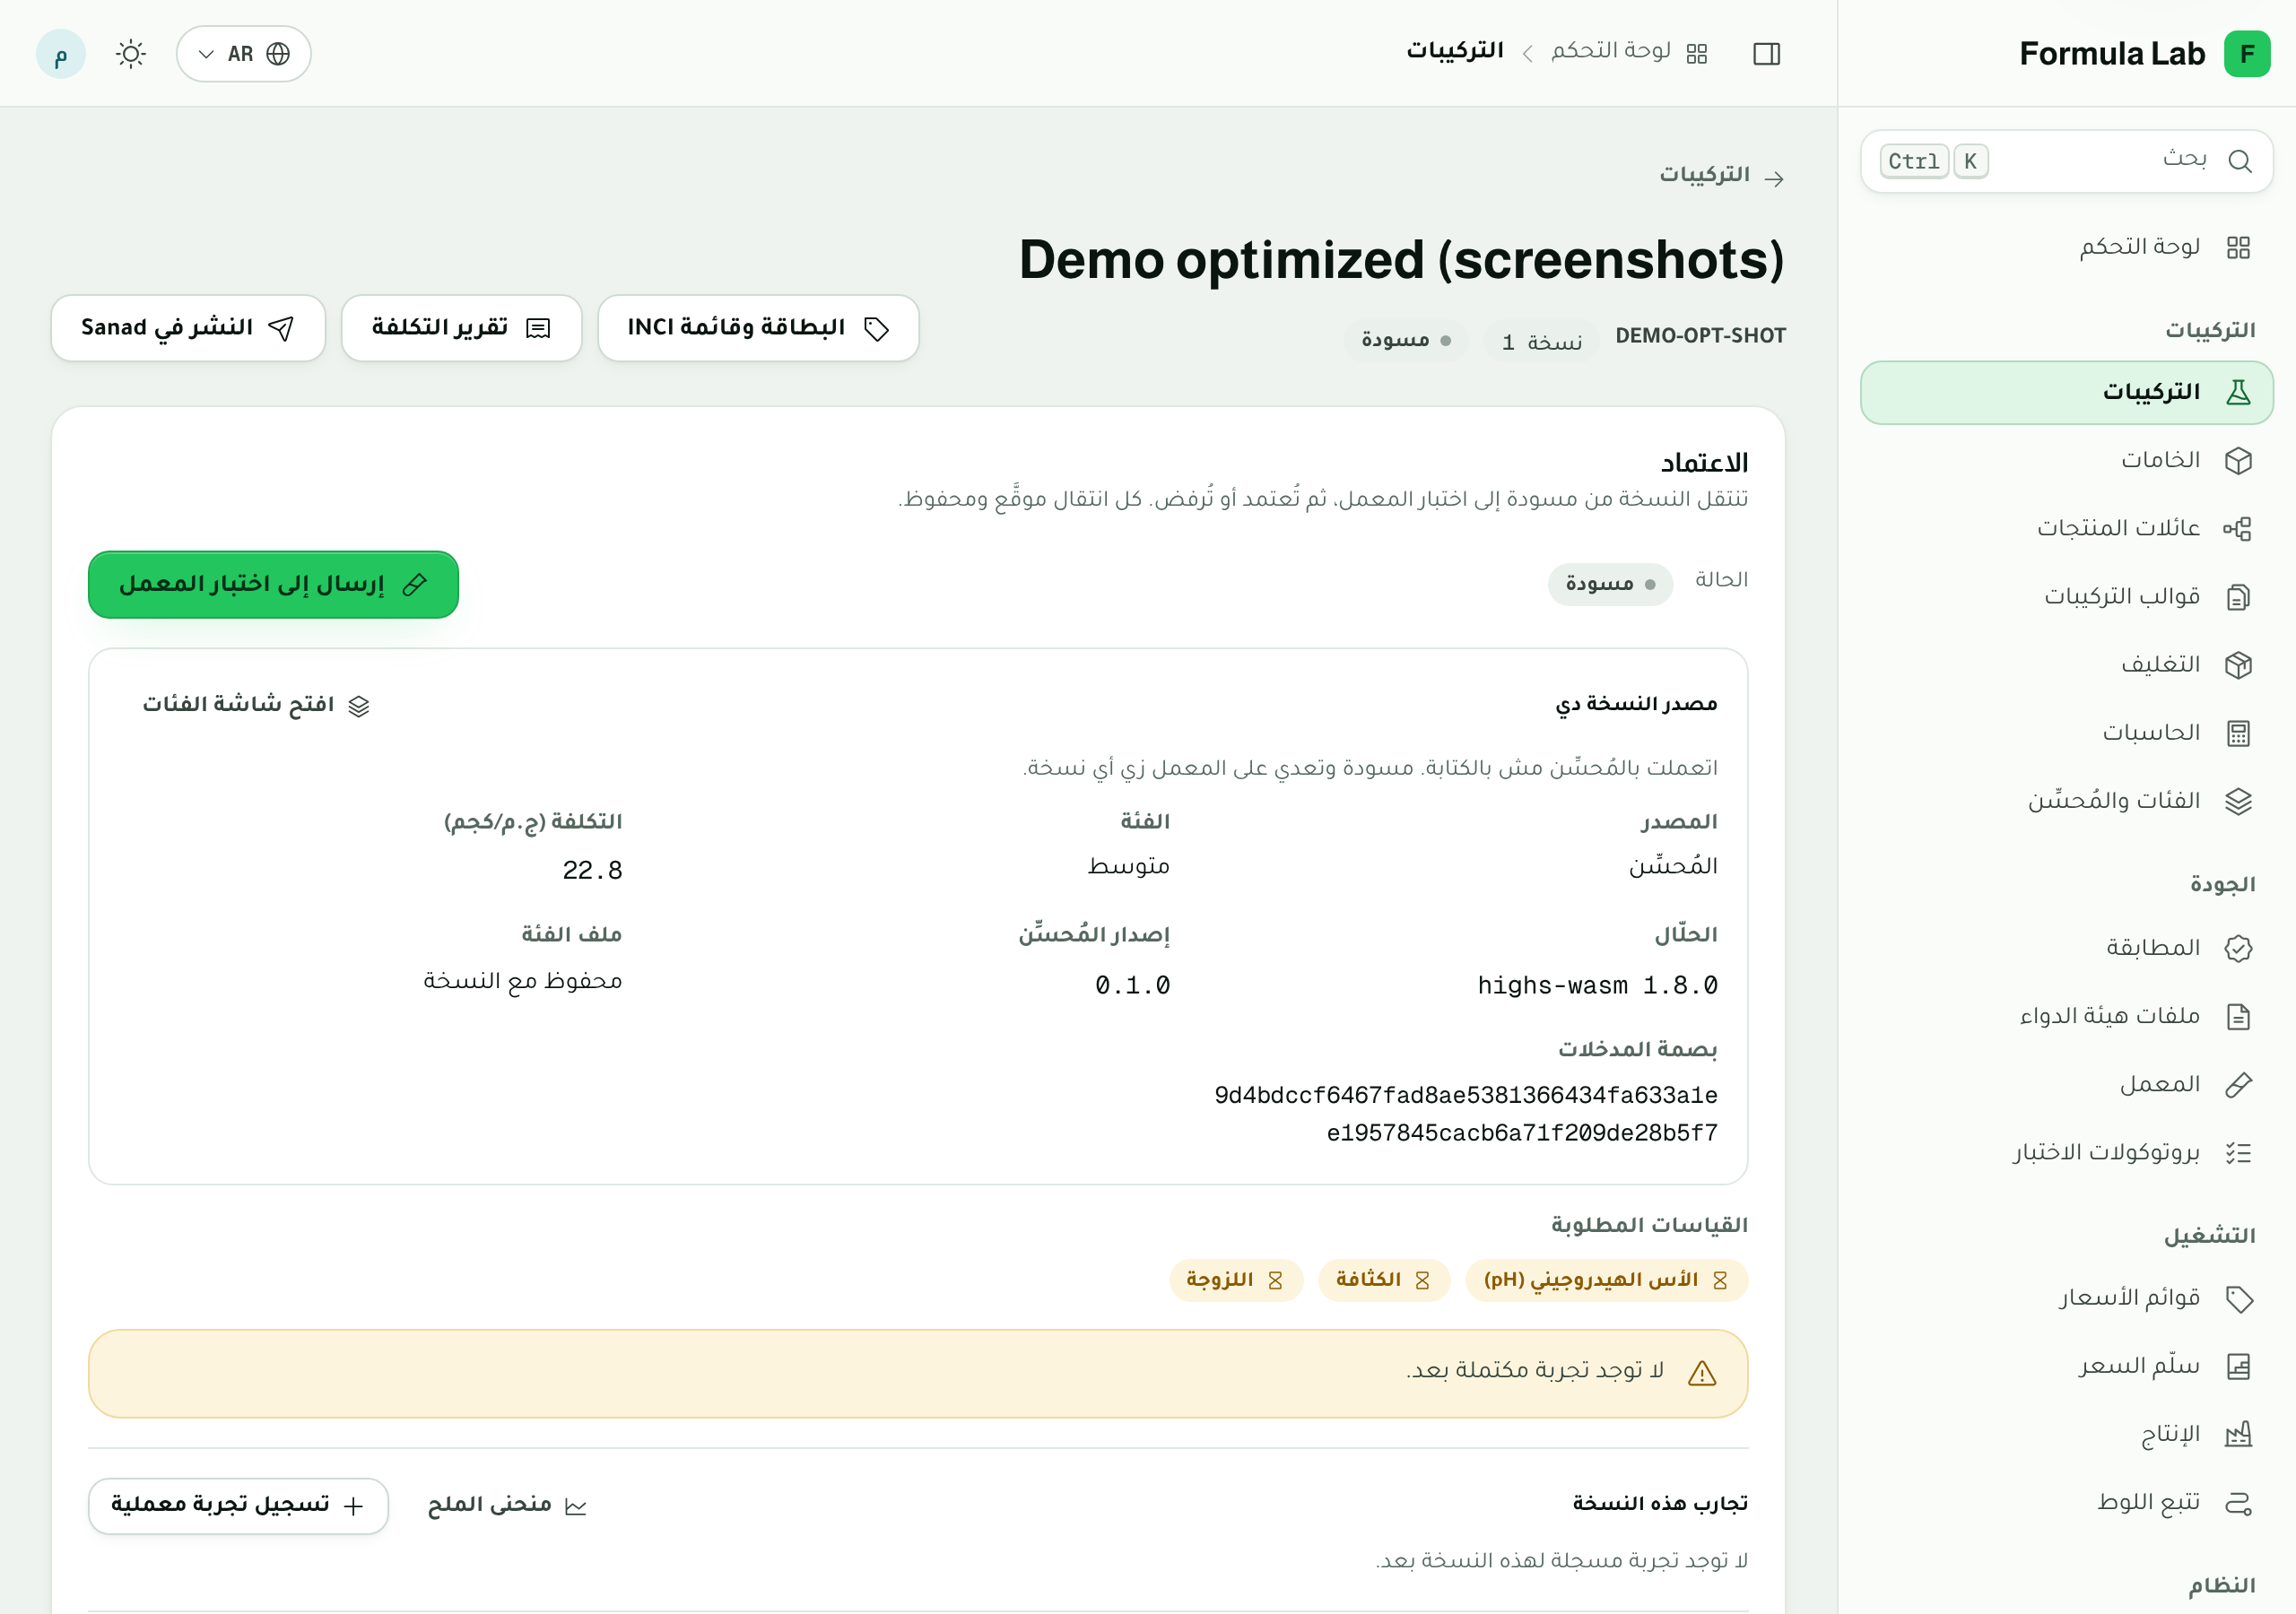 F Formula Lab
بحث
Ctrl K
لوحة التحكم
التركيبات
التركيبات
الخامات
عائلات المنتجات
قوالب التركيبات
التغليف
الحاسبات
الفئات والمُحسِّن
الجودة
المطابقة
ملفات هيئة الدواء
المعمل
بروتوكولات الاختبار
التشغيل
قوائم الأسعار
سلّم السعر
الإنتاج
تتبع اللوط
النظام
لوحة التحكم
التركيبات
AR
م
التركيبات
Demo optimized (screenshots)
DEMO-OPT-SHOT
نسخة 1
مسودة
البطاقة وقائمة INCI
تقرير التكلفة
النشر في Sanad
الاعتماد
تنتقل النسخة من مسودة إلى اختبار المعمل، ثم تُعتمد أو تُرفض. كل انتقال موقَّع ومحفوظ.
الحالة
مسودة
إرسال إلى اختبار المعمل
مصدر النسخة دي
افتح شاشة الفئات
اتعملت بالمُحسِّن مش بالكتابة. مسودة وتعدي على المعمل زي أي نسخة.
المصدر
المُحسِّن
الفئة
متوسط
التكلفة (ج.م/كجم)
22.8
الحلّال
highs-wasm 1.8.0
إصدار المُحسِّن
0.1.0
ملف الفئة
محفوظ مع النسخة
بصمة المدخلات
9d4bdccf6467fad8ae5381366434fa633a1e
e1957845cacb6a71f209de28b5f7
القياسات المطلوبة
الأس الهيدروجيني (pH)
الكثافة
اللزوجة
لا توجد تجربة مكتملة بعد.
تجارب هذه النسخة
منحنى الملح
تسجيل تجربة معملية
لا توجد تجربة مسجلة لهذه النسخة بعد.